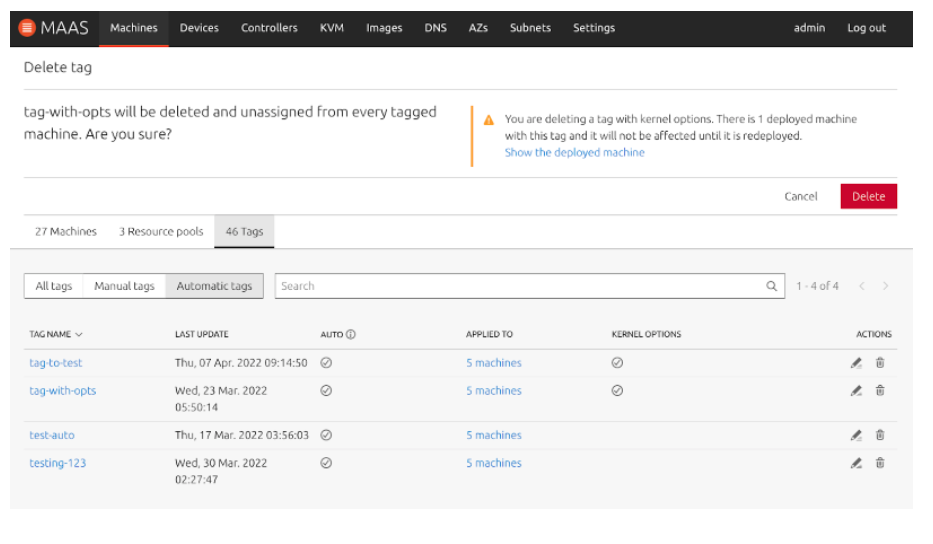 MAAS Machines Devices Controllers KVM Images DNS AZs Subnets Settings admin Log out
Delete tag
tag-with-opts will be deleted and unassigned from every tagged
machine. Are you sure?
You are deleting a tag with kernel options. There is 1 deployed machine
with this tag and it will not be affected until it is redeployed.
Show the deployed machine
Cancel Delete
27 Machines 3 Resource pools 46 Tags
All tags Manual tags Automatic tags Search 1 - 4 of 4
TAG NAME LAST UPDATE AUTO APPLIED TO KERNEL OPTIONS ACTIONS
tag-to-test Thu, 07 Apr. 2022 09:14:50 5 machines
tag-with-opts Wed, 23 Mar. 2022 5 machines
05:50:14
test-auto Thu, 17 Mar. 2022 03:56:03 5 machines
testing-123 Wed, 30 Mar. 2022 5 machines
02:27:47